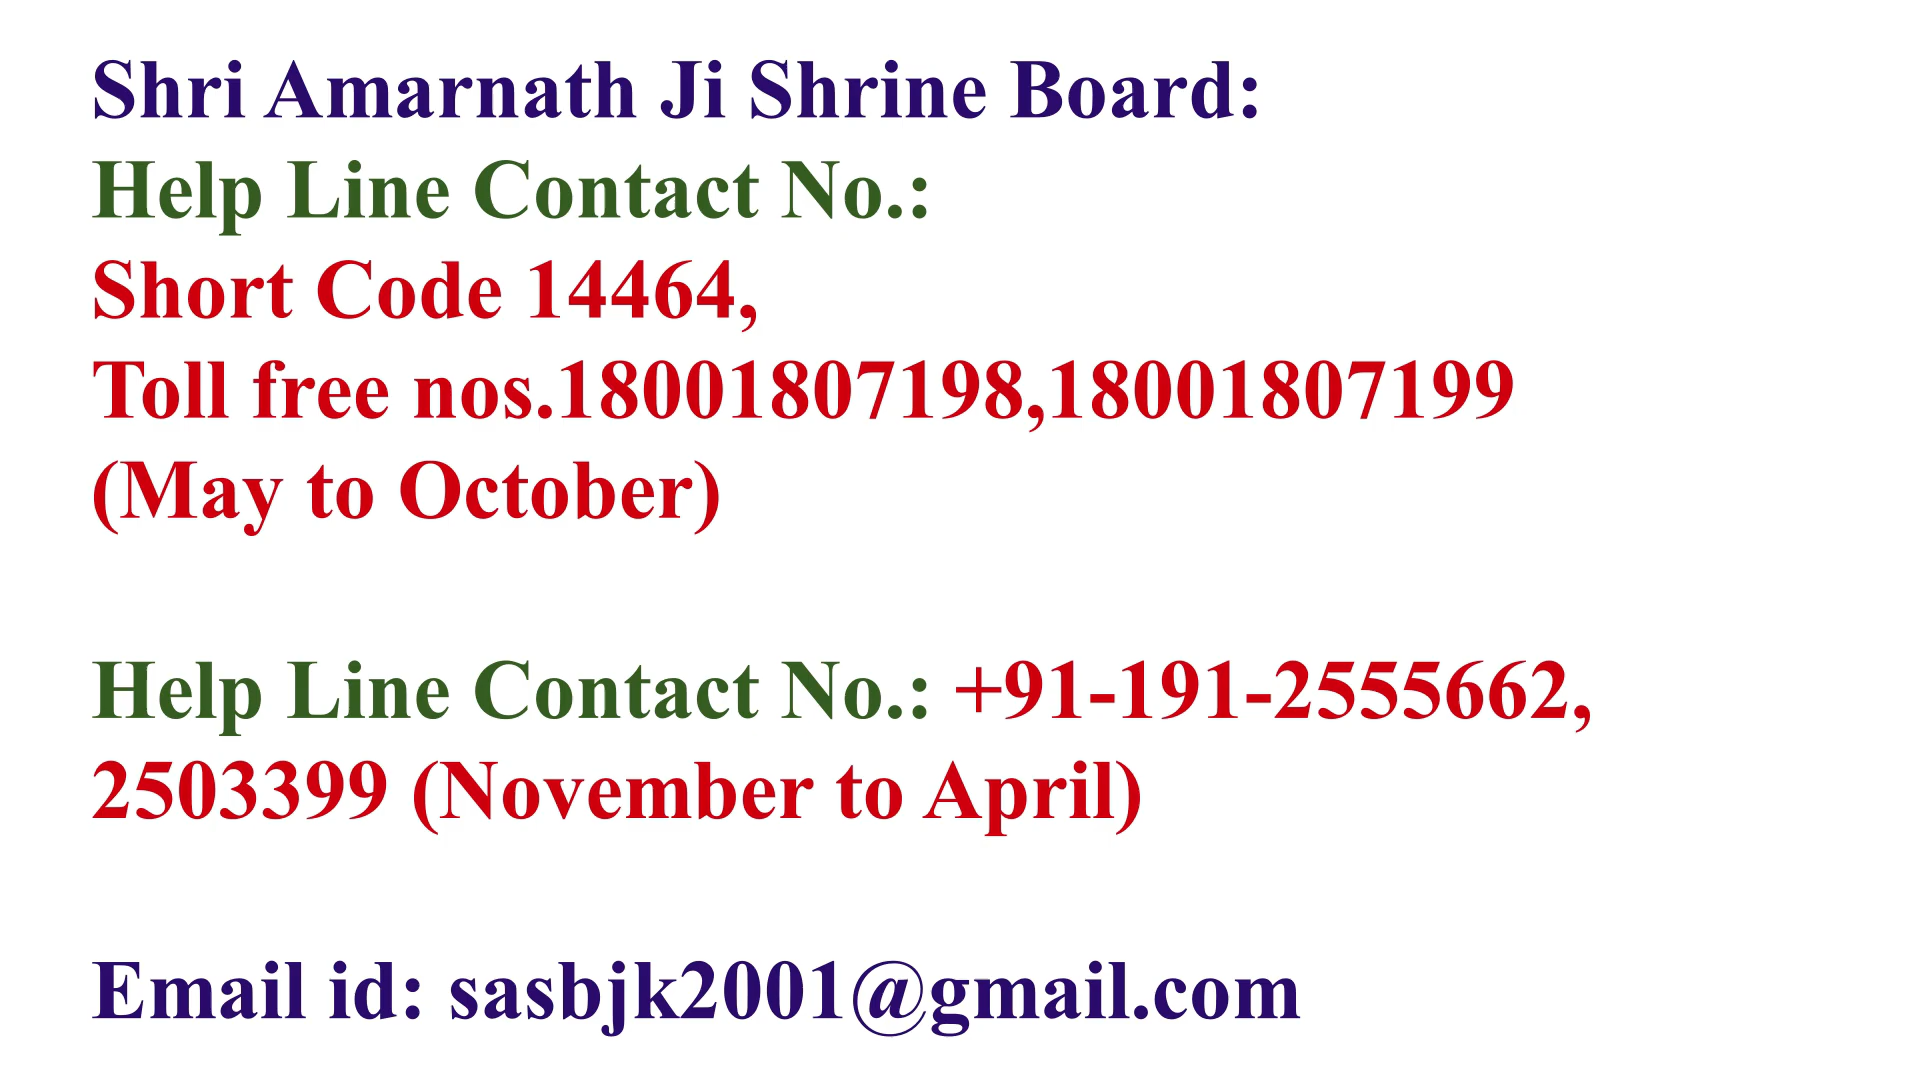 Shri Amarnath Ji Shrine Board:
Help Line Contact No.:
Short Code 14464,
Toll free nos.18001807198,18001807199
(May to October)
Help Line Contact No.: +91-191-2555662,
2503399 (November to April)
Email id: sasbjk2001@gmail.com